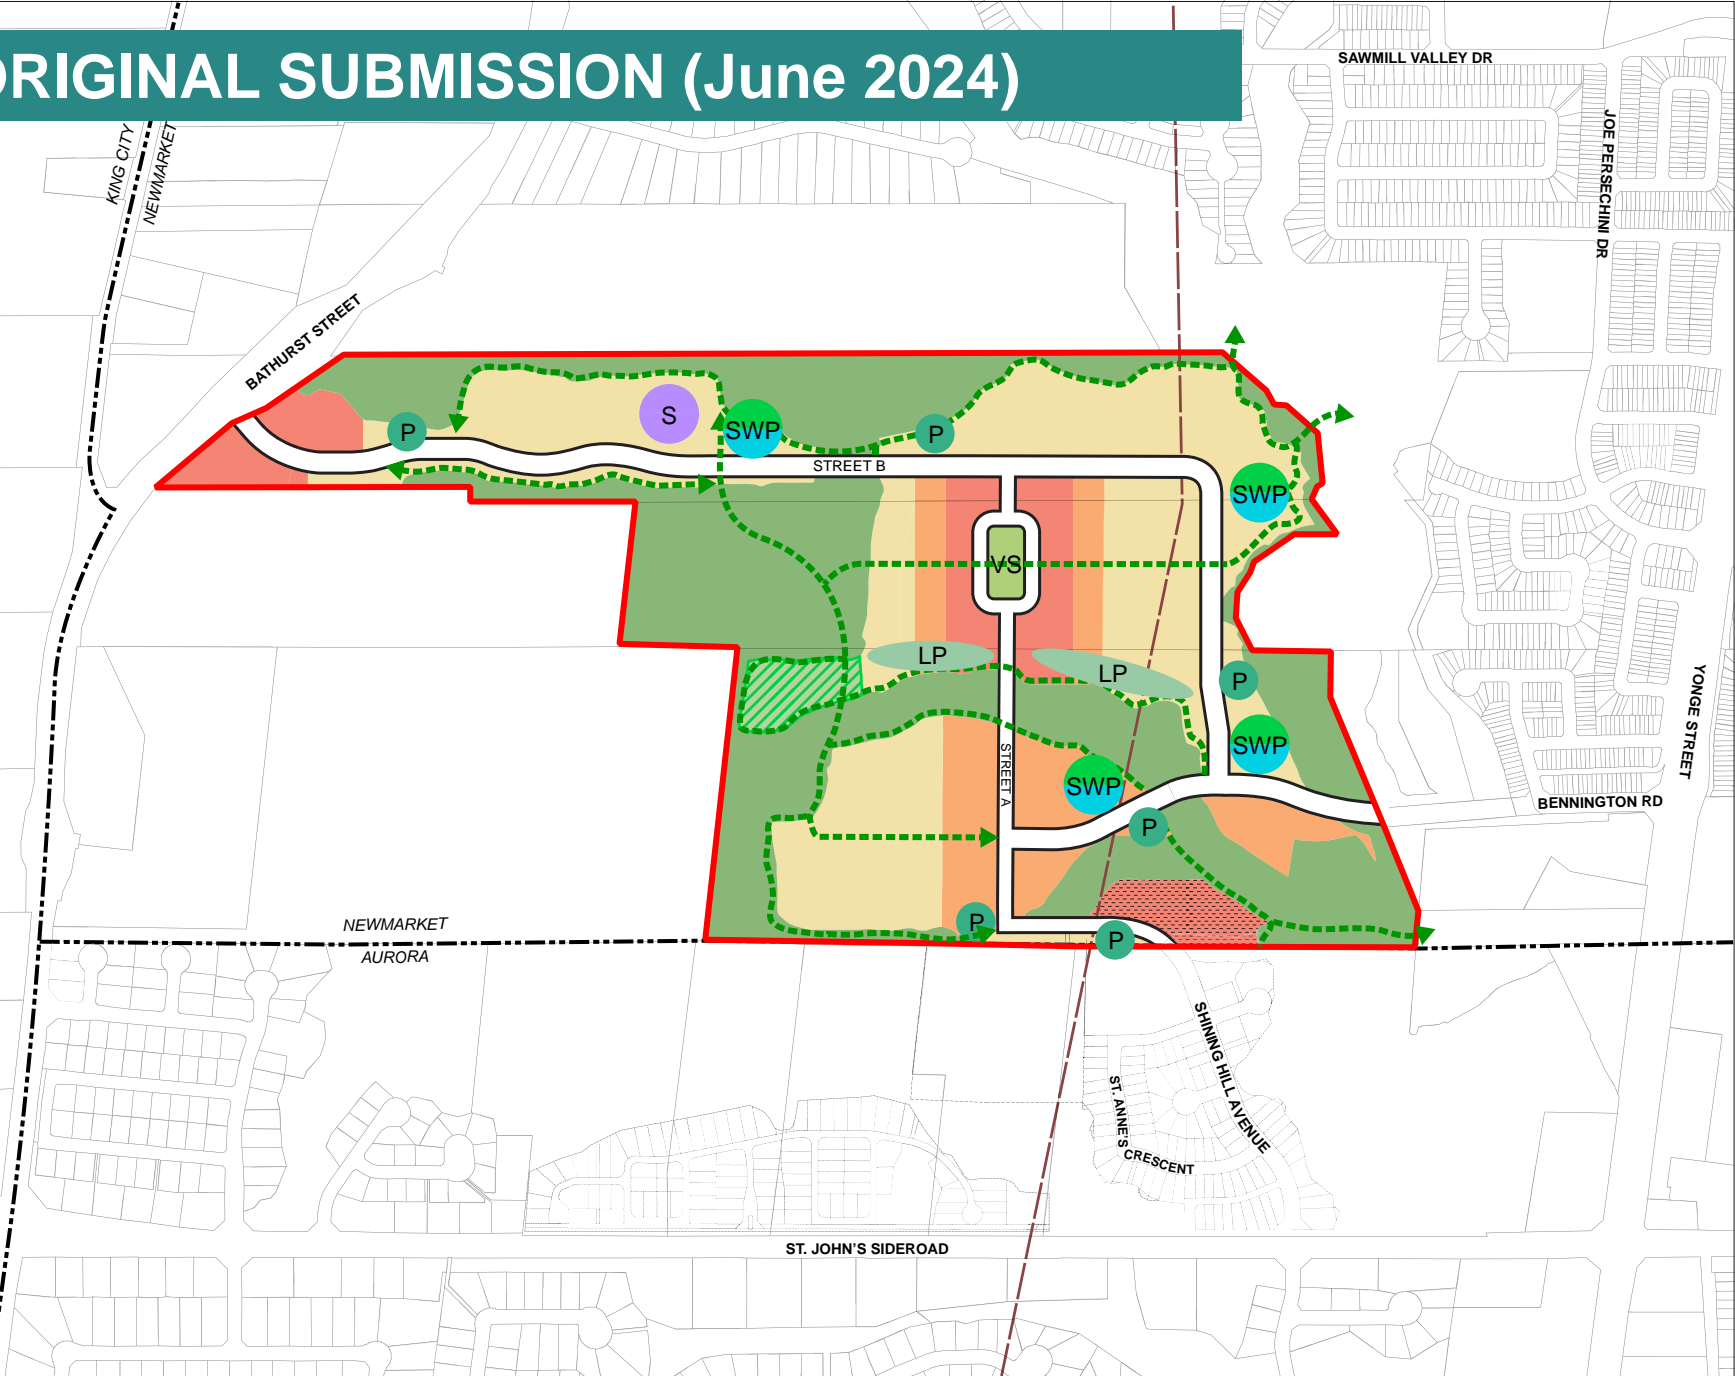 ORIGINAL SUBMISSION (June 2024)
SAWMILL VALLEY DR
JOE PERSECHINI DR
KING CITY
NEWMARKET
BATHURST STREET
P
S
SWP
P
STREET B
SWP
VS
LP
LP
P
YONGE STREET
SWP
STREET A
SWP
BENNINGTON RD
P
P
P
NEWMARKET
AURORA
SHINING HILL AVENUE
ST. ANNE'S
CRESCENT
ST. JOHN'S SIDEROAD